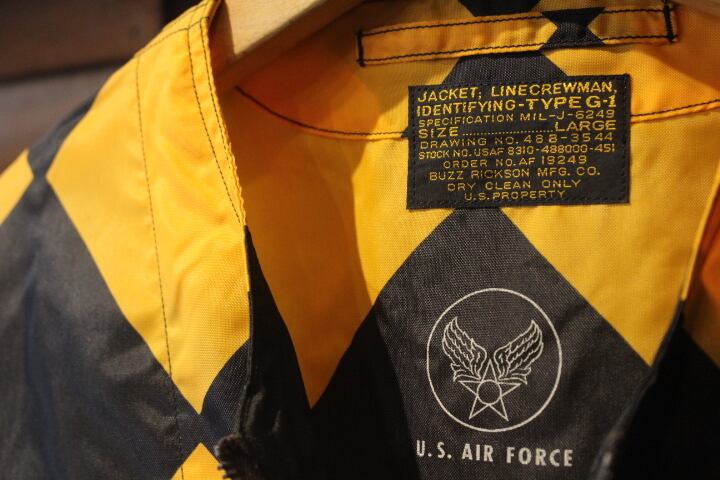 JACKET; LINECREWMAN,
IDENTIFYING-TYPE G-1
SPECIFICATION MIL-J-6249
SIZE..................LARGE
DRAWING NO. 48B-3544
STOCK NO. USAF 8310-488000-4S1
ORDER NO. AF 19249
BUZZ RICKSON MFG. CO.
DRY CLEAN ONLY
U.S. PROPERTY
U.S. AIR FORCE